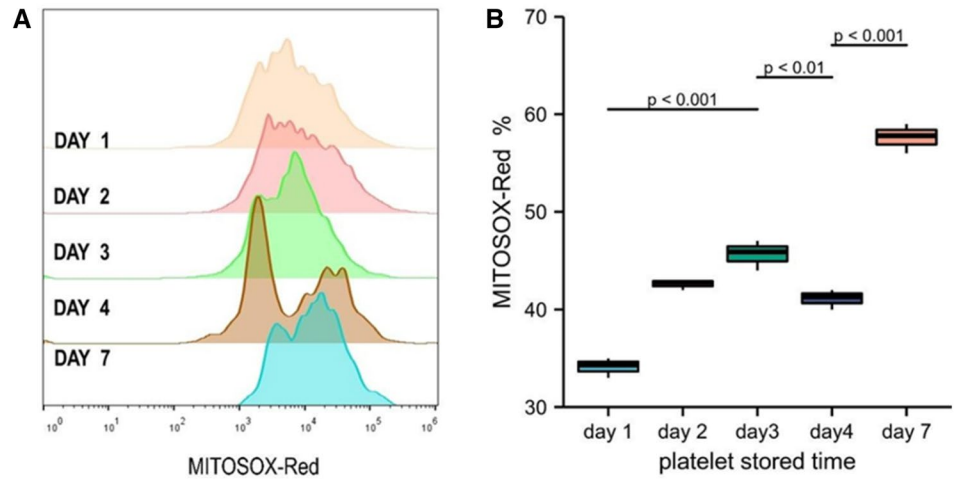 A
DAY 1
DAY 2
DAY 3
DAY 4
DAY 7
10^0 10^1 10^2 10^3 10^4 10^5 10^6
MITOSOX-Red
B
MITOSOX-Red %
70
60
50
40
30
p < 0.001
p < 0.01
p < 0.001
day 1 day 2 day3 day4 day 7
platelet stored time